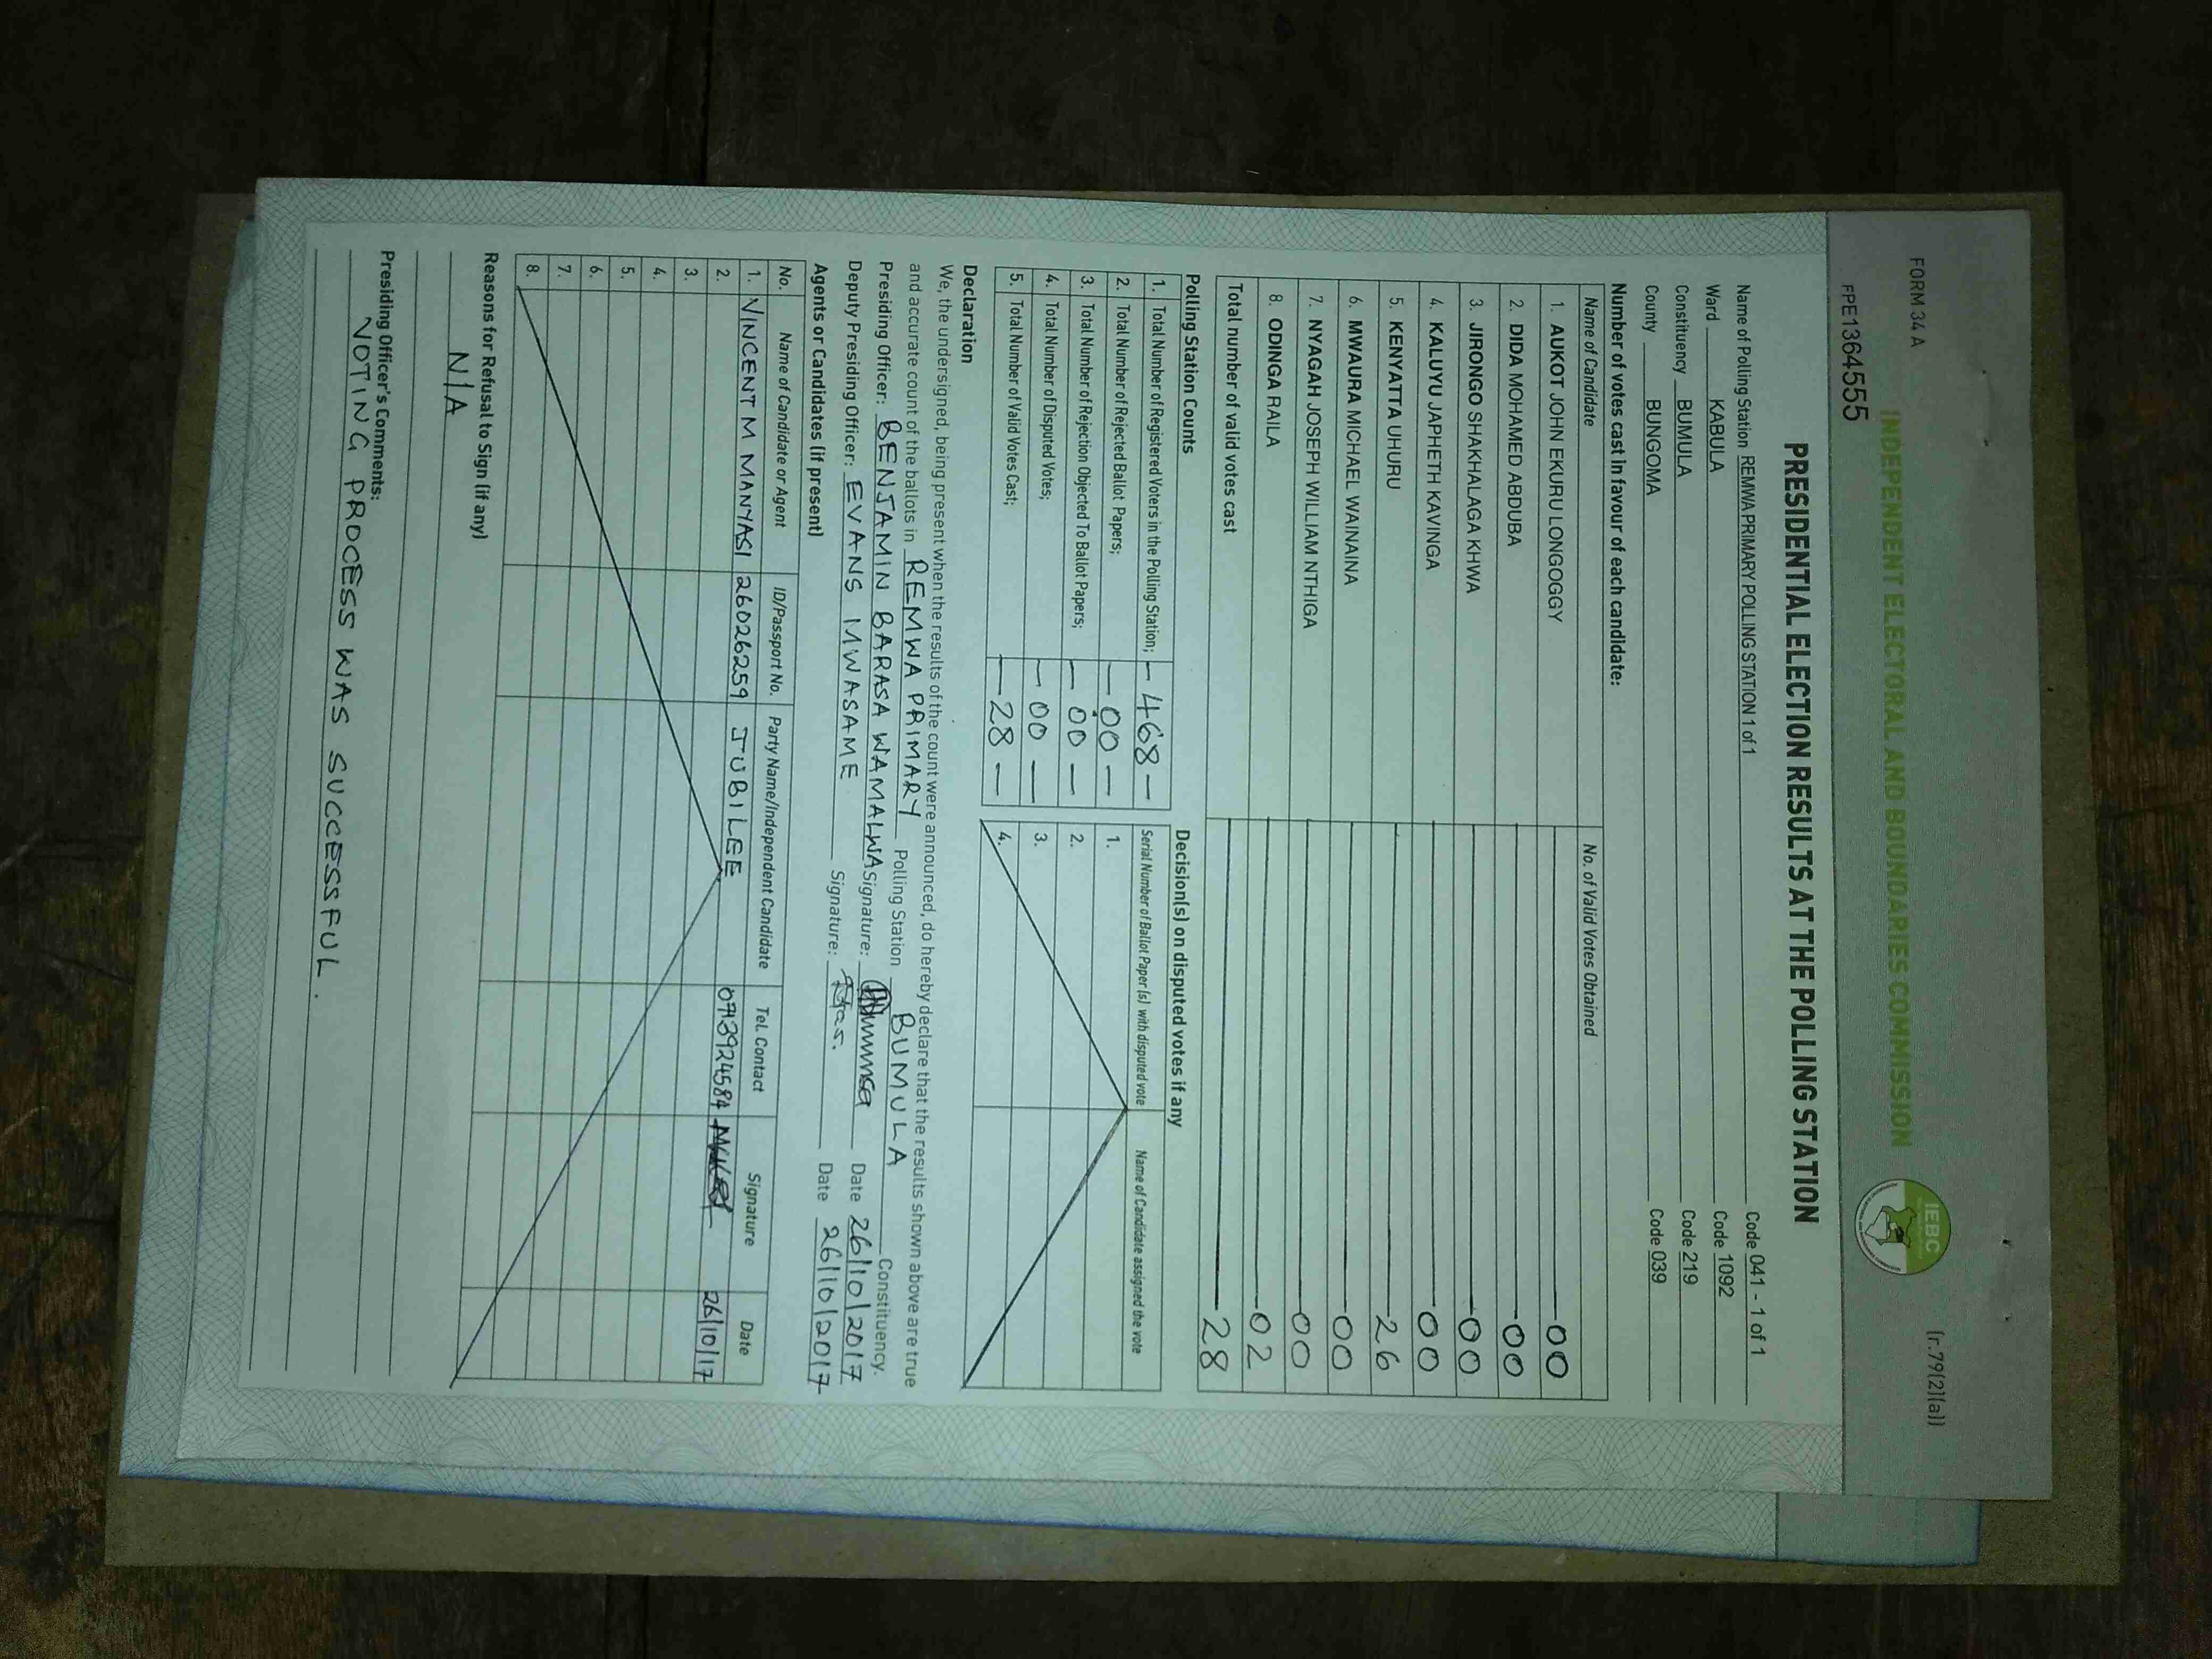 FORM 34 A
(r.79(2)(a))
INDEPENDENT ELECTORAL AND BOUNDARIES COMMISSION
IEBC
FPE1364555
PRESIDENTIAL ELECTION RESULTS AT THE POLLING STATION
Name of Polling Station REMWA PRIMARY POLLING STATION 1 of 1 Code 041 - 1 of 1
Ward KABULA Code 1092
Constituency BUMULA Code 219
County BUNGOMA Code 039
Number of votes cast in favour of each candidate:
Name of Candidate No. of Valid Votes Obtained
1. AUKOT JOHN EKURU LONGOGGY 00
2. DIDA MOHAMED ABDUBA 00
3. JIRONGO SHAKHALAGA KHWA 00
4. KALUYU JAPHETH KAVINGA 00
5. KENYATTA UHURU 26
6. MWAURA MICHAEL WAINAINA 00
7. NYAGAH JOSEPH WILLIAM NTHIGA 00
8. ODINGA RAILA 02
Total number of valid votes cast 28
Polling Station Counts
1. Total Number of Registered Voters in the Polling Station; — 468 —
2. Total Number of Rejected Ballot Papers; — 00 —
3. Total Number of Rejection Objected To Ballot Papers; — 00 —
4. Total Number of Disputed Votes; — 00 —
5. Total Number of Valid Votes Cast; — 28 —
Decision(s) on disputed votes if any
Serial Number of Ballot Paper (s) with disputed vote Name of Candidate assigned the vote
1.
2.
3.
4.
Declaration
We, the undersigned, being present when the results of the count were announced, do hereby declare that the results shown above are true
and accurate count of the ballots in REMWA PRIMARY Polling Station BUMULA Constituency.
Presiding Officer: BENJAMIN BARASA WAMALWA Signature: Date 26/10/2017
Deputy Presiding Officer: EVANS MWASAME Signature: Date 26/10/2017
Agents or Candidates (if present)
No. Name of Candidate or Agent ID/Passport No. Party Name/Independent Candidate Tel. Contact Signature Date
1. VINCENT M MANYASI 26026259 JUBILEE 0713924584 26/10/17
2.
3.
4.
5.
6.
7.
8.
Reasons for Refusal to Sign (if any)
N/A
Presiding Officer's Comments:
VOTING PROCESS WAS SUCCESSFUL.